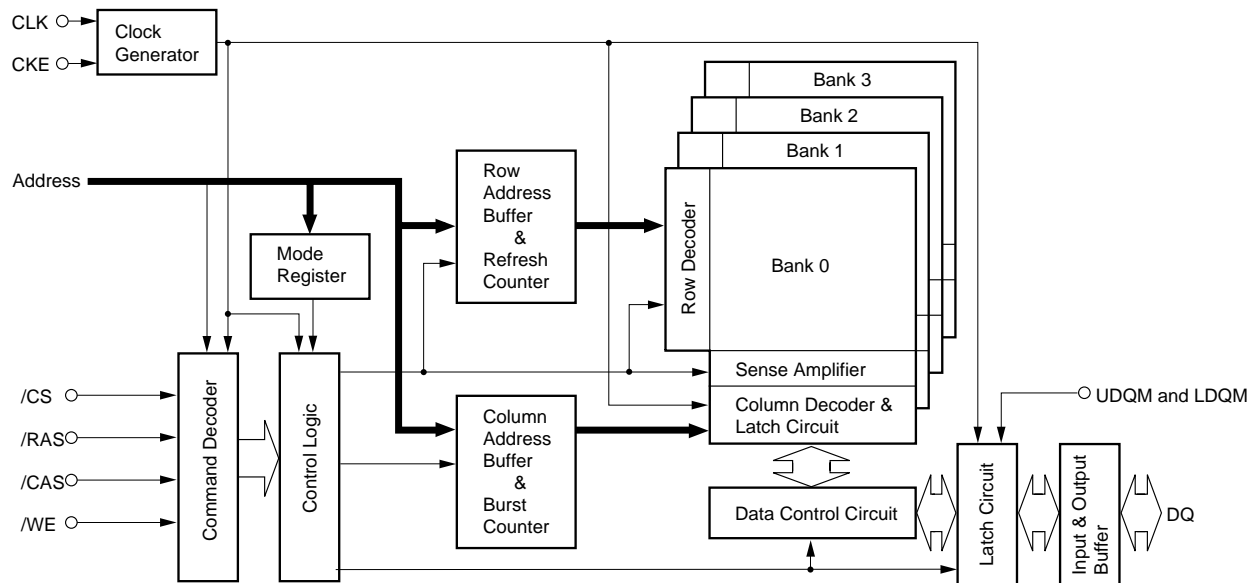 CLK
Clock
Generator
CKE
Bank 3
Bank 2
Bank 1
Address
Row
Address
Buffer
&
Refresh
Counter
Row Decoder
Bank 0
Mode
Register
Sense Amplifier
Column Decoder &
Latch Circuit
/CS
/RAS
/CAS
/WE
Command Decoder
Control Logic
Column
Address
Buffer
&
Burst
Counter
UDQM and LDQM
Data Control Circuit
Latch Circuit
Input & Output
Buffer
DQ